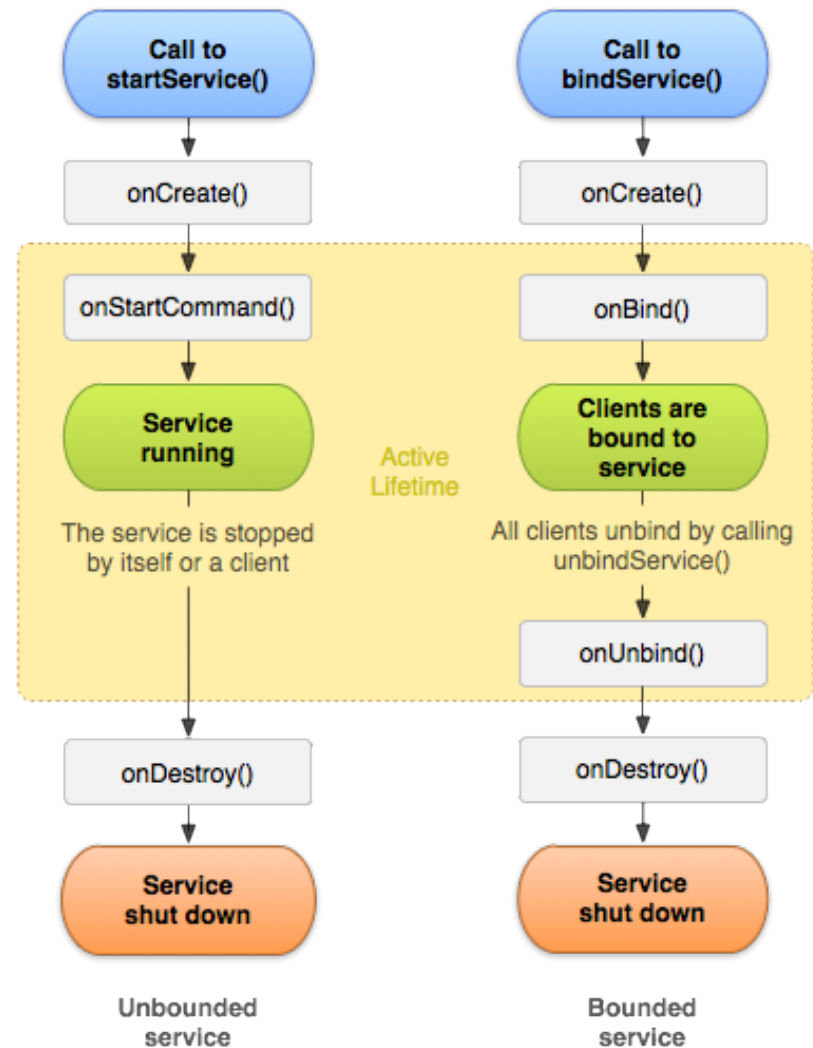 Call to
startService()
onCreate()
onStartCommand()
Service
running
The service is stopped
by itself or a client
onDestroy()
Service
shut down
Unbounded
service
Active
Lifetime
Call to
bindService()
onCreate()
onBind()
Clients are
bound to
service
All clients unbind by calling
unbindService()
onUnbind()
onDestroy()
Service
shut down
Bounded
service